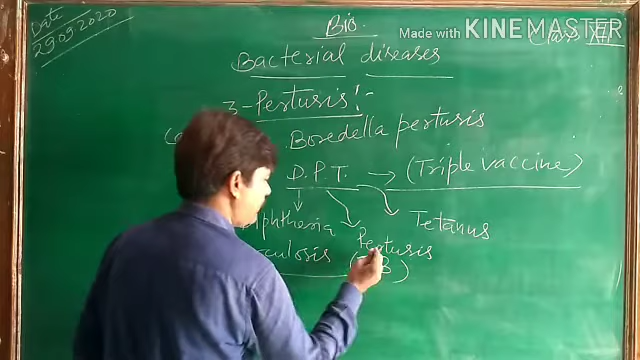 Date
29.09.2020
Bio.
Made with KINEMASTER
Class XII
Bacterial diseases
3- Pertusis!-
Boredella pertusis
D.P.T. → (Triple vaccine)
Tetanus
Pertusis